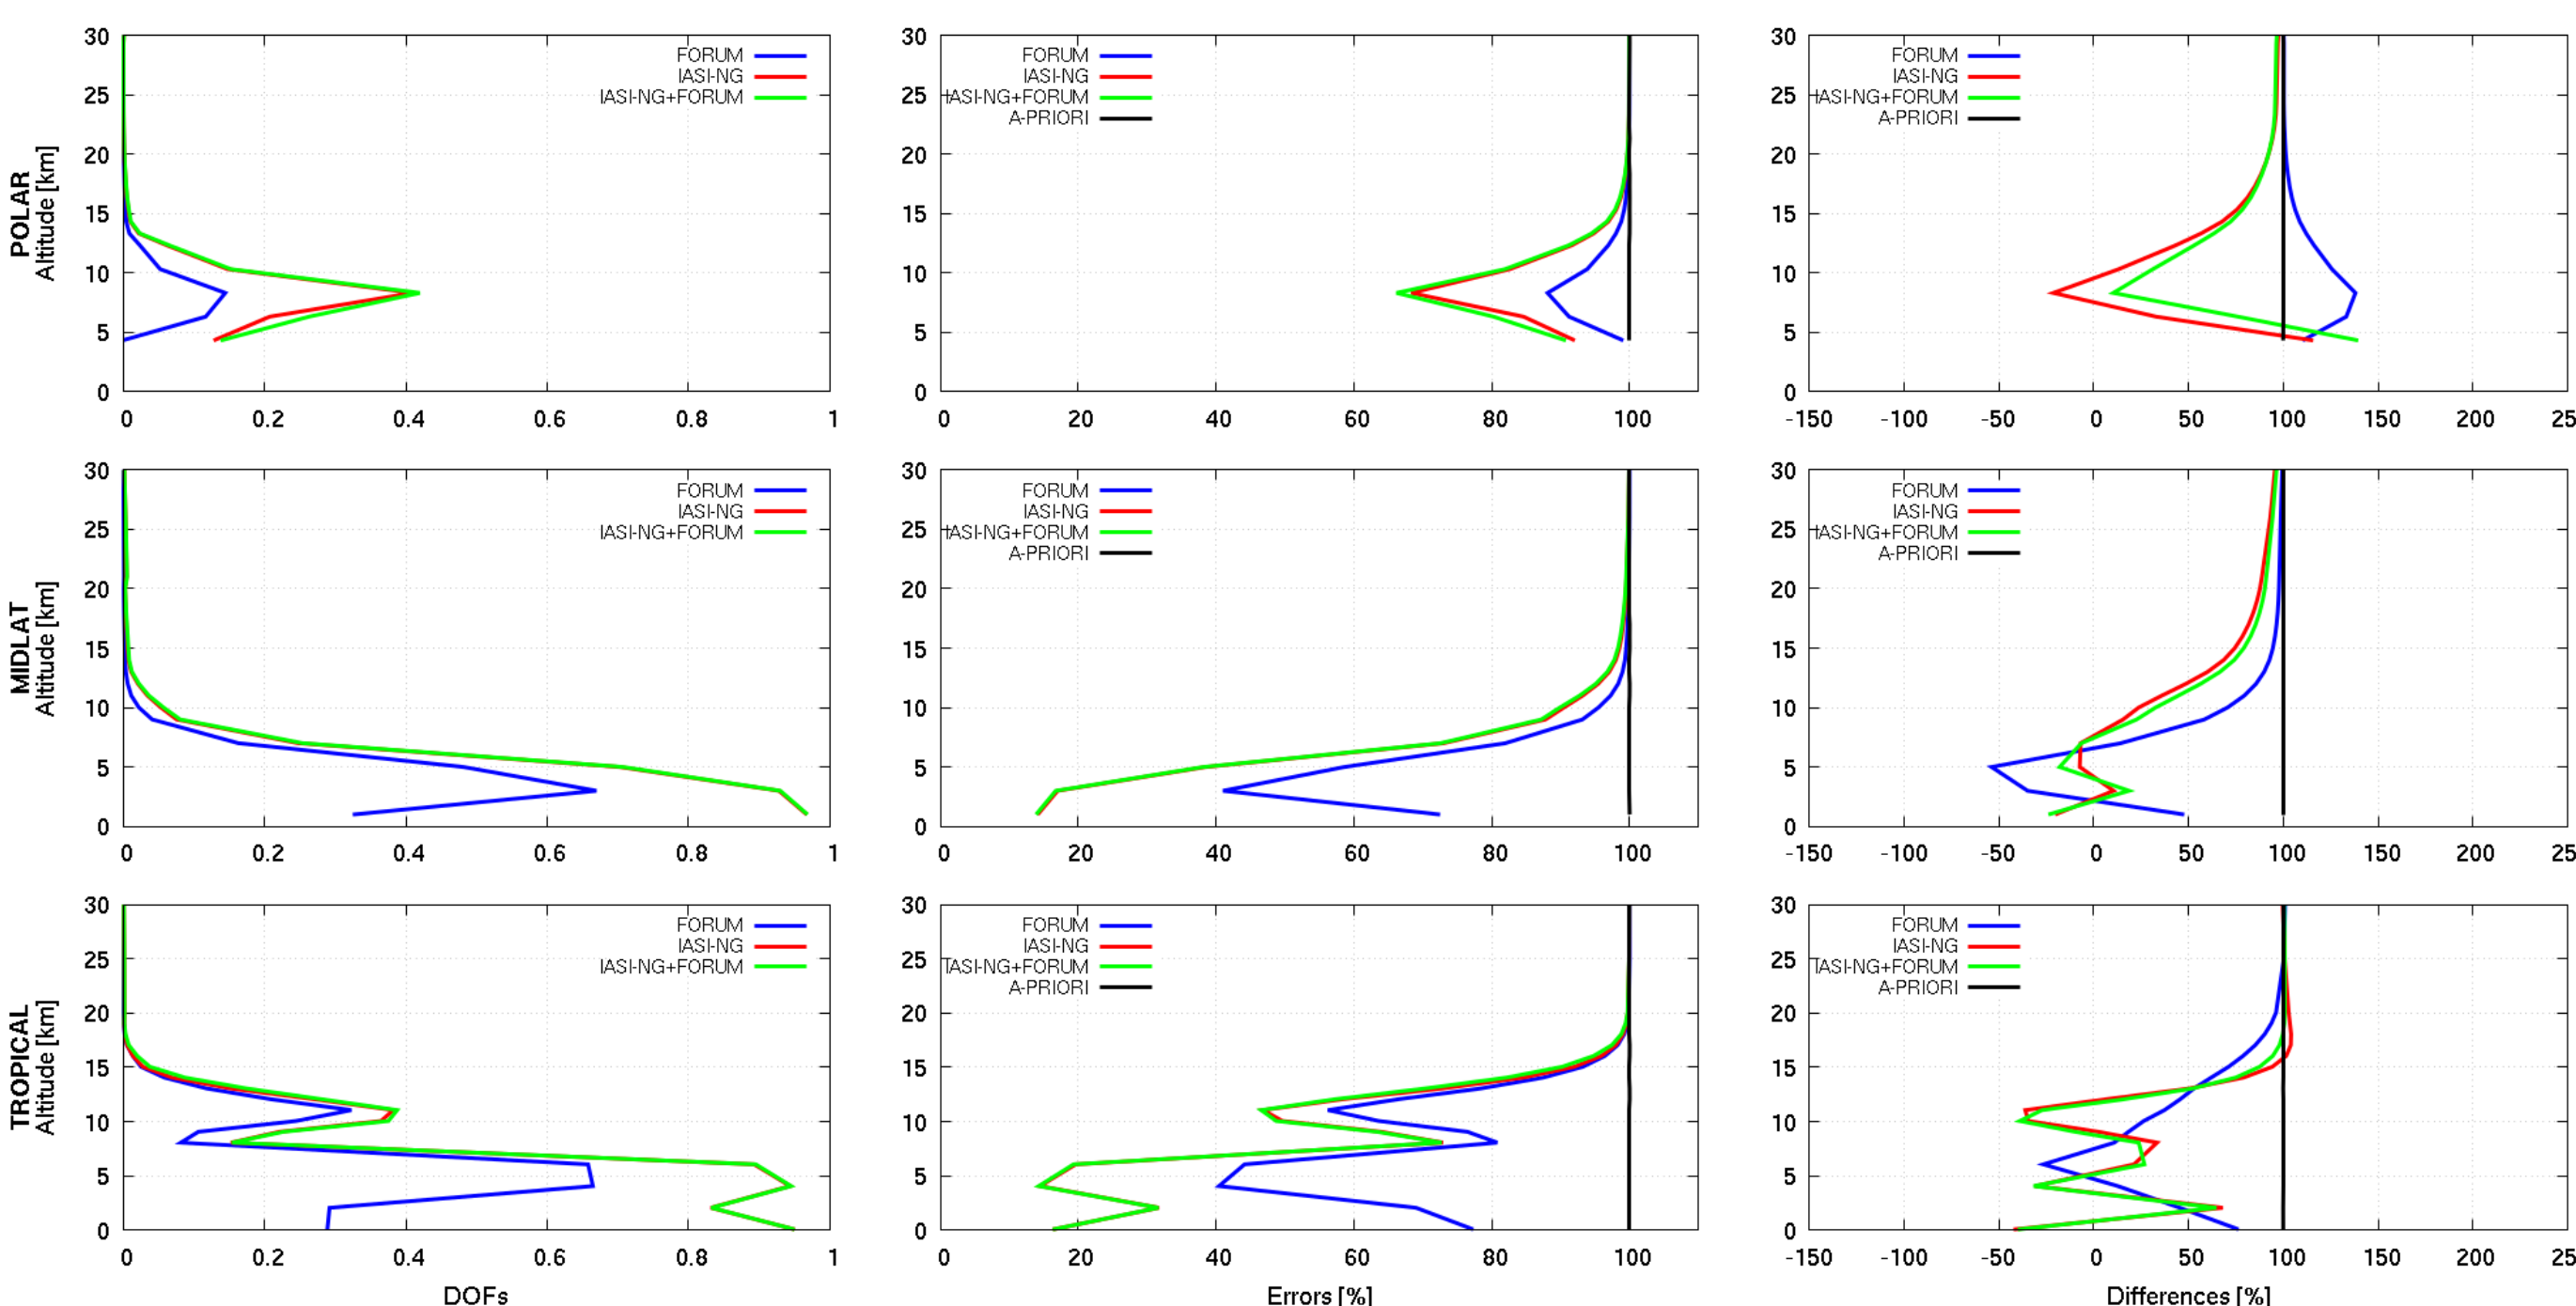 30 FORUM 30 FORUM 30 FORUM
IASI-NG IASI-NG IASI-NG
25 IASI-NG+FORUM 25 IASI-NG+FORUM 25 IASI-NG+FORUM
A-PRIORI A-PRIORI
20 20 20
POLAR
Altitude [km]
15 15 15
10 10 10
5 5 5
0 0 0
0 0.2 0.4 0.6 0.8 1 0 20 40 60 80 100 -150 -100 -50 0 50 100 150 200 25
30 FORUM 30 FORUM 30 FORUM
IASI-NG IASI-NG IASI-NG
25 IASI-NG+FORUM 25 IASI-NG+FORUM 25 IASI-NG+FORUM
A-PRIORI A-PRIORI
20 20 20
MIDLAT
Altitude [km]
15 15 15
10 10 10
5 5 5
0 0 0
0 0.2 0.4 0.6 0.8 1 0 20 40 60 80 100 -150 -100 -50 0 50 100 150 200 25
30 FORUM 30 FORUM 30 FORUM
IASI-NG IASI-NG IASI-NG
25 IASI-NG+FORUM 25 IASI-NG+FORUM 25 IASI-NG+FORUM
A-PRIORI A-PRIORI
20 20 20
TROPICAL
Altitude [km]
15 15 15
10 10 10
5 5 5
0 0 0
0 0.2 0.4 0.6 0.8 1 0 20 40 60 80 100 -150 -100 -50 0 50 100 150 200 25
DOFs Errors [%] Differences [%]